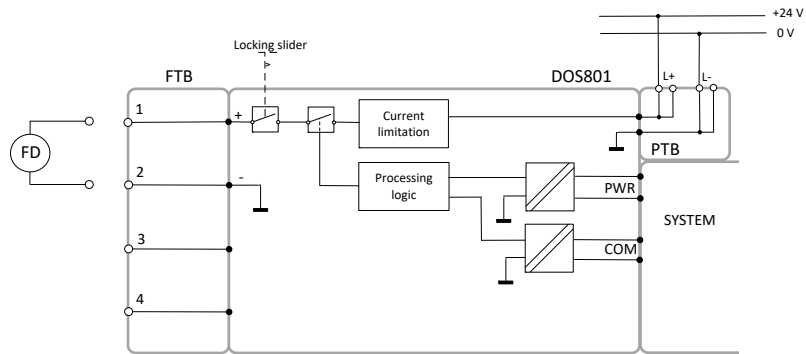 +24 V
0 V
Locking slider
FTB
DOS801
L+
L-
1
+
Current
limitation
FD
PTB
2
-
Processing
logic
PWR
SYSTEM
3
COM
4